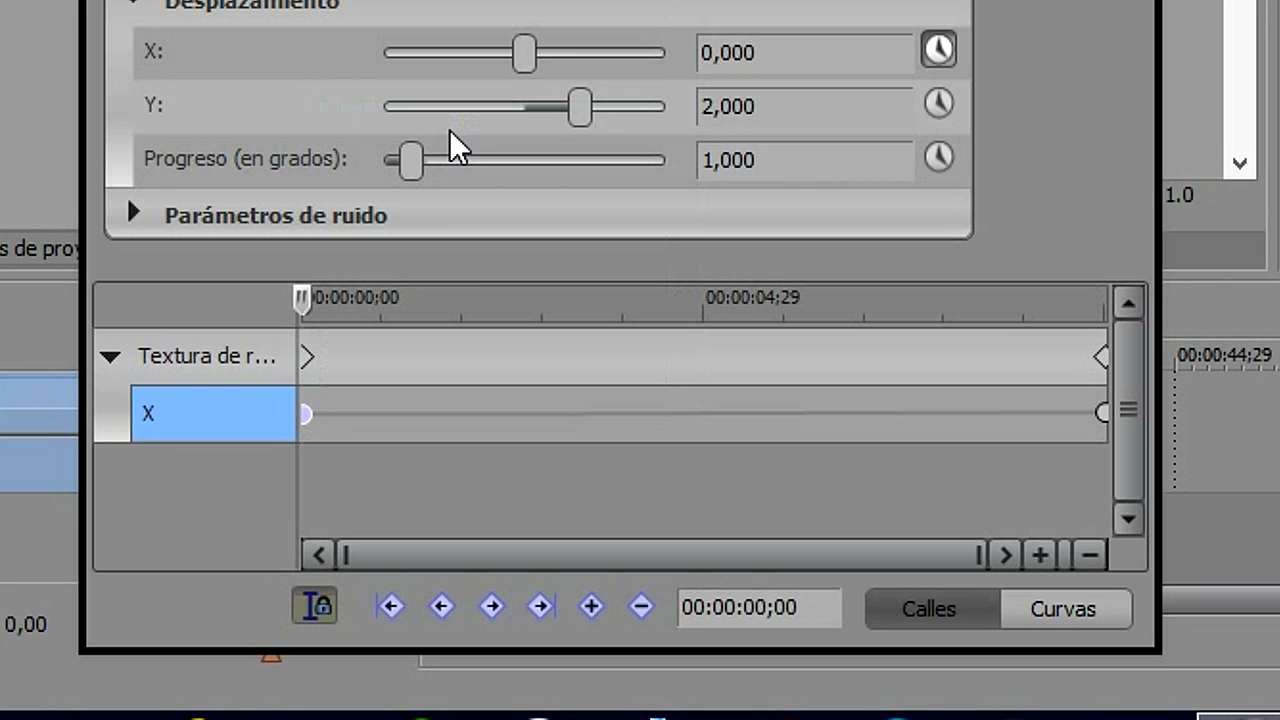 Desplazamiento
X:
0,000
Y:
2,000
Progreso (en grados):
1,000
1.0
Parámetros de ruido
s de proy
0:00:00;00
00:00:04;29
Textura de r...
00:00:44;29
X
00:00:00;00
Calles
Curvas
0,00